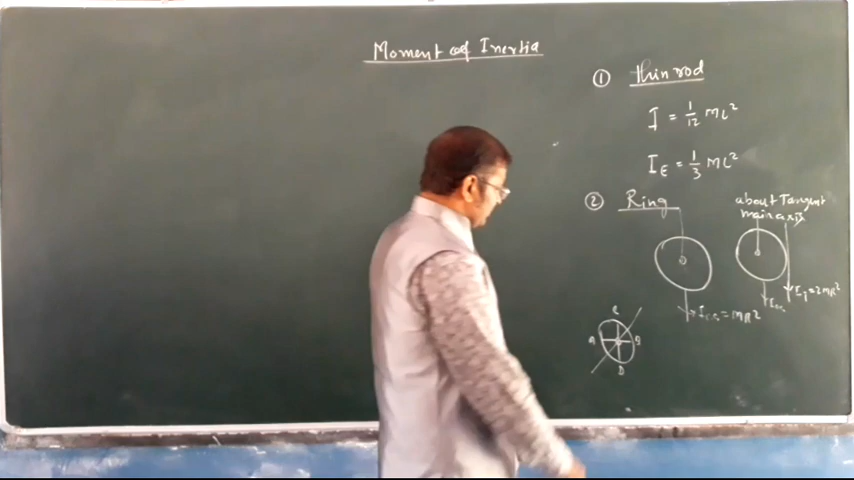 Moment of Inertia
① Thin rod
I = 1/12 ML²
I_E = 1/3 ML²
② Ring
about Tangent
main axis
I_T = 2MR²
= MR²
C
A B
D